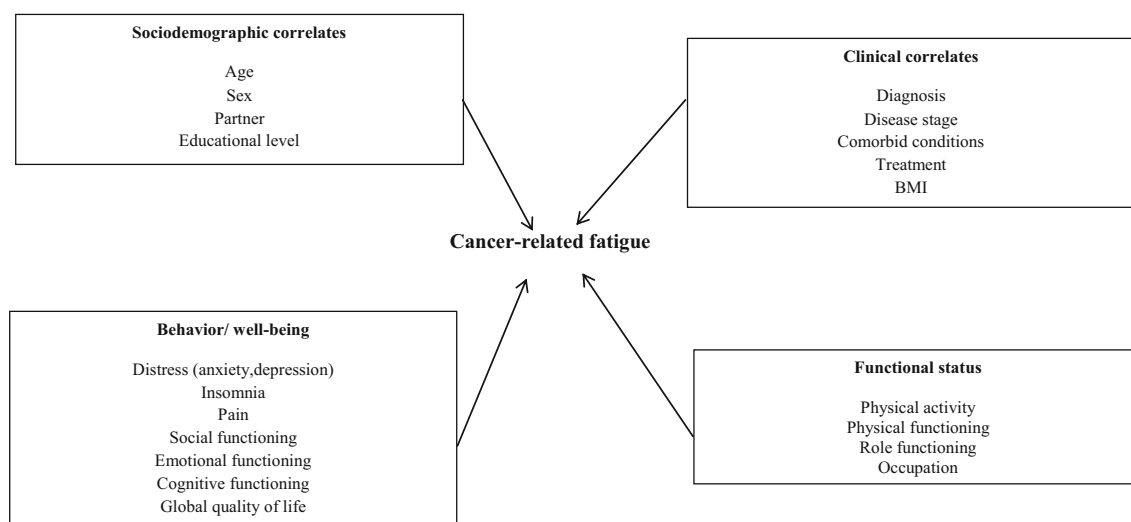 Sociodemographic correlates
Age
Sex
Partner
Educational level
Clinical correlates
Diagnosis
Disease stage
Comorbid conditions
Treatment
BMI
Cancer-related fatigue
Behavior/ well-being
Distress (anxiety,depression)
Insomnia
Pain
Social functioning
Emotional functioning
Cognitive functioning
Global quality of life
Functional status
Physical activity
Physical functioning
Role functioning
Occupation